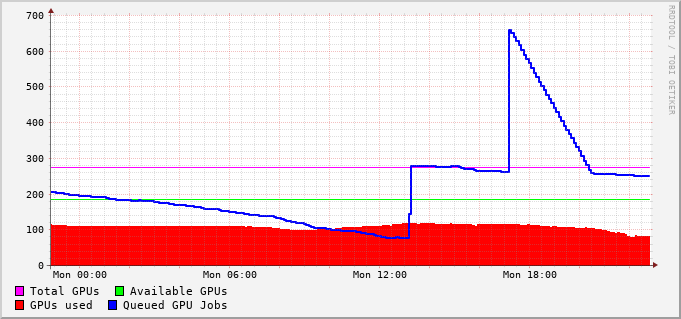 700
600
500
400
300
200
100
0
Mon 00:00 Mon 06:00 Mon 12:00 Mon 18:00
Total GPUs Available GPUs
GPUs used Queued GPU Jobs
RRDTOOL / TOBI OETIKER